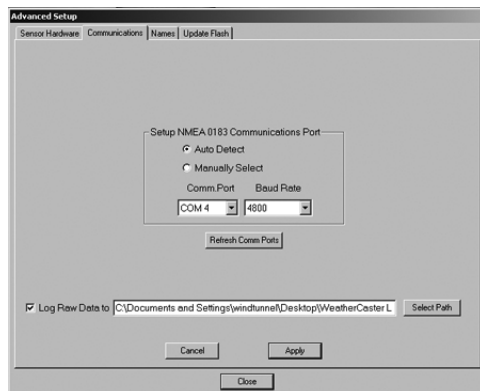 Advanced Setup
Sensor Hardware Communications Names Update Flash
Setup NMEA 0183 Communications Port
Auto Detect
Manually Select
Comm.Port Baud Rate
COM 4 4800
Refresh Comm Ports
Log Raw Data to C:\Documents and Settings\windtunnel\Desktop\WeatherCaster L Select Path
Cancel Apply
Close